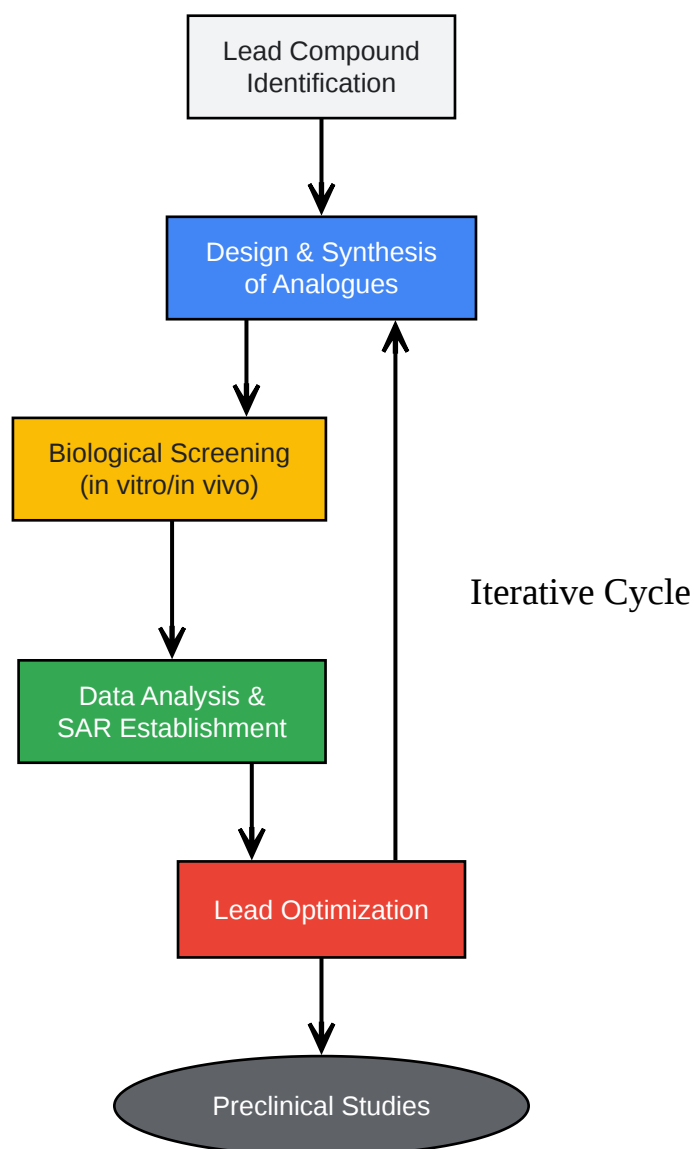 Lead Compound
Identification
Design & Synthesis
of Analogues
Biological Screening
(in vitro/in vivo)
Iterative Cycle
Data Analysis &
SAR Establishment
Lead Optimization
Preclinical Studies